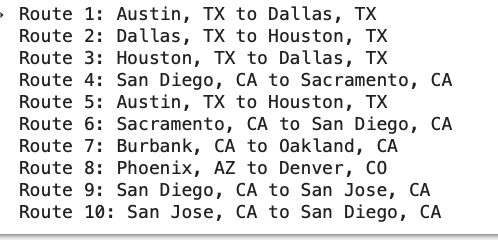 Route 1: Austin, TX to Dallas, TX
Route 2: Dallas, TX to Houston, TX
Route 3: Houston, TX to Dallas, TX
Route 4: San Diego, CA to Sacramento, CA
Route 5: Austin, TX to Houston, TX
Route 6: Sacramento, CA to San Diego, CA
Route 7: Burbank, CA to Oakland, CA
Route 8: Phoenix, AZ to Denver, CO
Route 9: San Diego, CA to San Jose, CA
Route 10: San Jose, CA to San Diego, CA